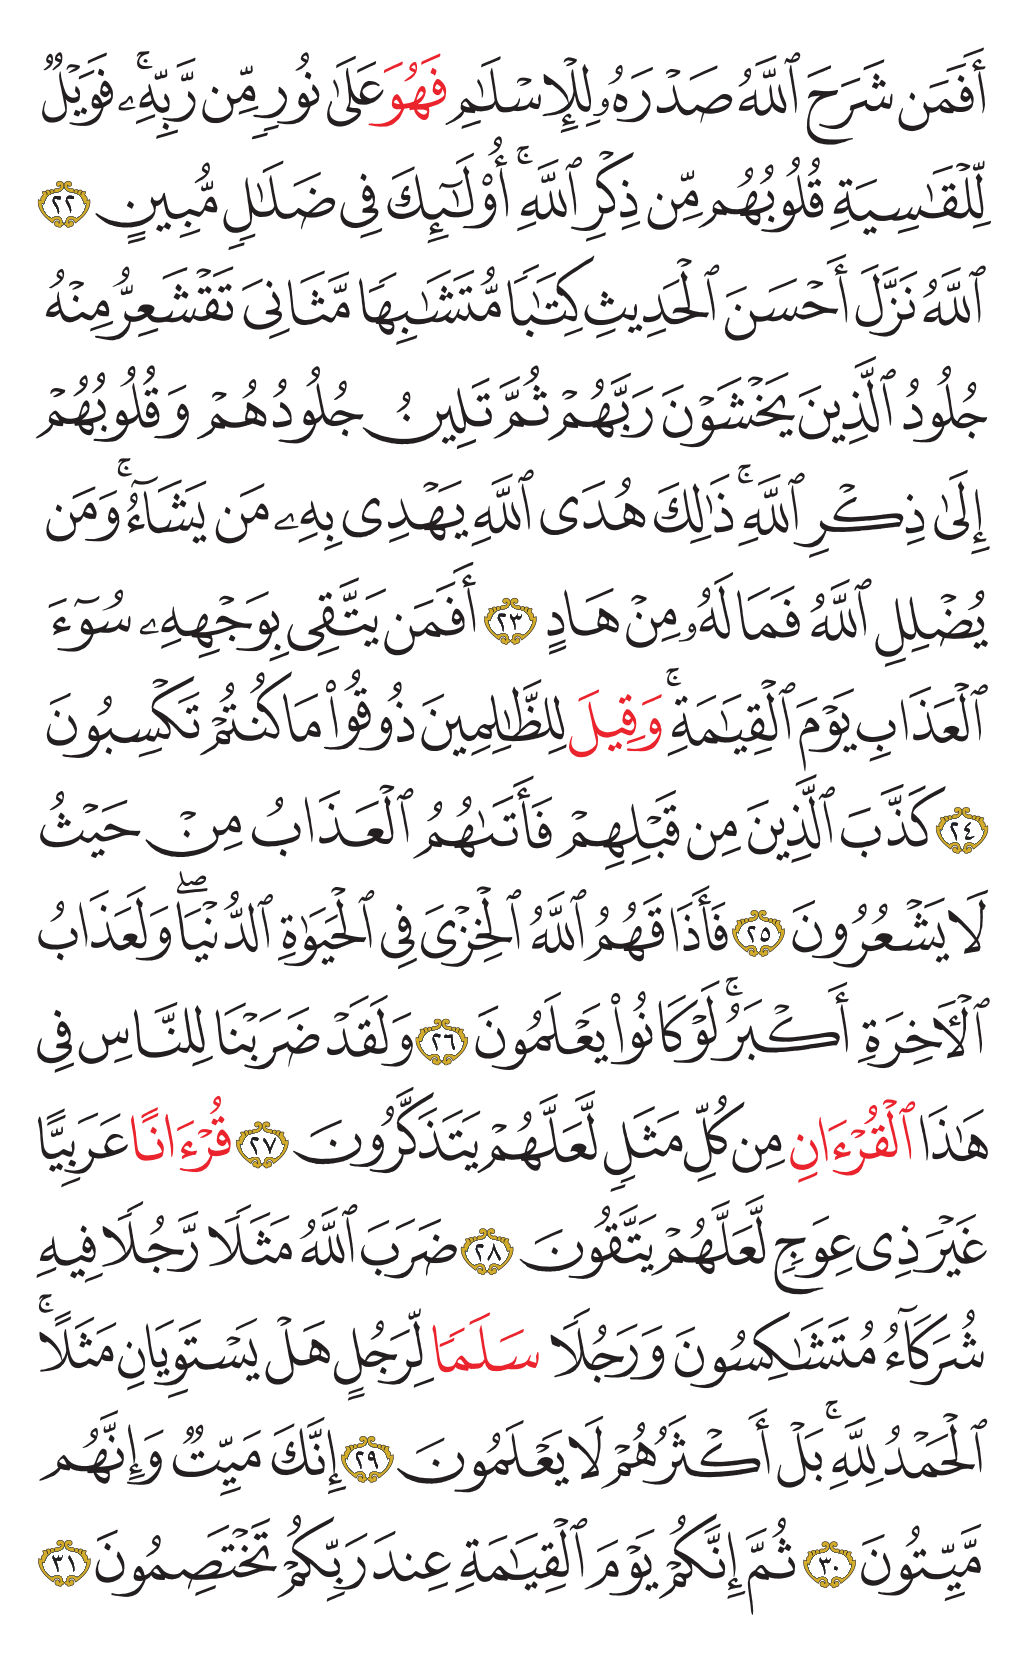 أَفَمَن شَرَحَ ٱللَّهُ صَدْرَهُۥ لِلْإِسْلَٰمِ فَهُوَ عَلَىٰ نُورٍ مِّن رَّبِّهِۦۚ فَوَيْلٌ
لِّلْقَٰسِيَةِ قُلُوبُهُم مِّن ذِكْرِ ٱللَّهِۚ أُو۟لَٰٓئِكَ فِى ضَلَٰلٍ مُّبِينٍ ٢٢
ٱللَّهُ نَزَّلَ أَحْسَنَ ٱلْحَدِيثِ كِتَٰبًا مُّتَشَٰبِهًا مَّثَانِىَ تَقْشَعِرُّ مِنْهُ
جُلُودُ ٱلَّذِينَ يَخْشَوْنَ رَبَّهُمْ ثُمَّ تَلِينُ جُلُودُهُمْ وَقُلُوبُهُمْ
إِلَىٰ ذِكْرِ ٱللَّهِۚ ذَٰلِكَ هُدَى ٱللَّهِ يَهْدِى بِهِۦ مَن يَشَآءُۚ وَمَن
يُضْلِلِ ٱللَّهُ فَمَا لَهُۥ مِنْ هَادٍ ٢٣ أَفَمَن يَتَّقِى بِوَجْهِهِۦ سُوٓءَ
ٱلْعَذَابِ يَوْمَ ٱلْقِيَٰمَةِۚ وَقِيلَ لِلظَّٰلِمِينَ ذُوقُوا۟ مَا كُنتُمْ تَكْسِبُونَ
٢٤ كَذَّبَ ٱلَّذِينَ مِن قَبْلِهِمْ فَأَتَىٰهُمُ ٱلْعَذَابُ مِنْ حَيْثُ
لَا يَشْعُرُونَ ٢٥ فَأَذَاقَهُمُ ٱللَّهُ ٱلْخِزْىَ فِى ٱلْحَيَوٰةِ ٱلدُّنْيَاۖ وَلَعَذَابُ
ٱلْءَاخِرَةِ أَكْبَرُۚ لَوْ كَانُوا۟ يَعْلَمُونَ ٢٦ وَلَقَدْ ضَرَبْنَا لِلنَّاسِ فِى
هَٰذَا ٱلْقُرْءَانِ مِن كُلِّ مَثَلٍ لَّعَلَّهُمْ يَتَذَكَّرُونَ ٢٧ قُرْءَانًا عَرَبِيًّا
غَيْرَ ذِى عِوَجٍ لَّعَلَّهُمْ يَتَّقُونَ ٢٨ ضَرَبَ ٱللَّهُ مَثَلًا رَّجُلًا فِيهِ
شُرَكَآءُ مُتَشَٰكِسُونَ وَرَجُلًا سَلَمًا لِّرَجُلٍ هَلْ يَسْتَوِيَانِ مَثَلًاۚ
ٱلْحَمْدُ لِلَّهِۚ بَلْ أَكْثَرُهُمْ لَا يَعْلَمُونَ ٢٩ إِنَّكَ مَيِّتٌ وَإِنَّهُم
مَّيِّتُونَ ٣٠ ثُمَّ إِنَّكُمْ يَوْمَ ٱلْقِيَٰمَةِ عِندَ رَبِّكُمْ تَخْتَصِمُونَ ٣١